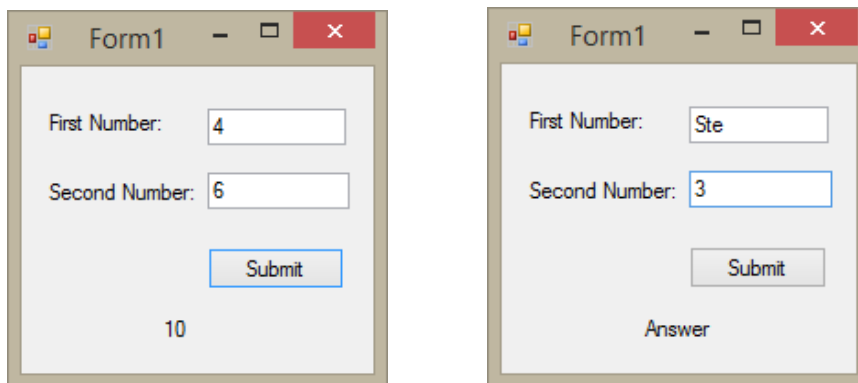 Form1
First Number: 4
Second Number: 6
Submit
10
Form1
First Number: Ste
Second Number: 3
Submit
Answer